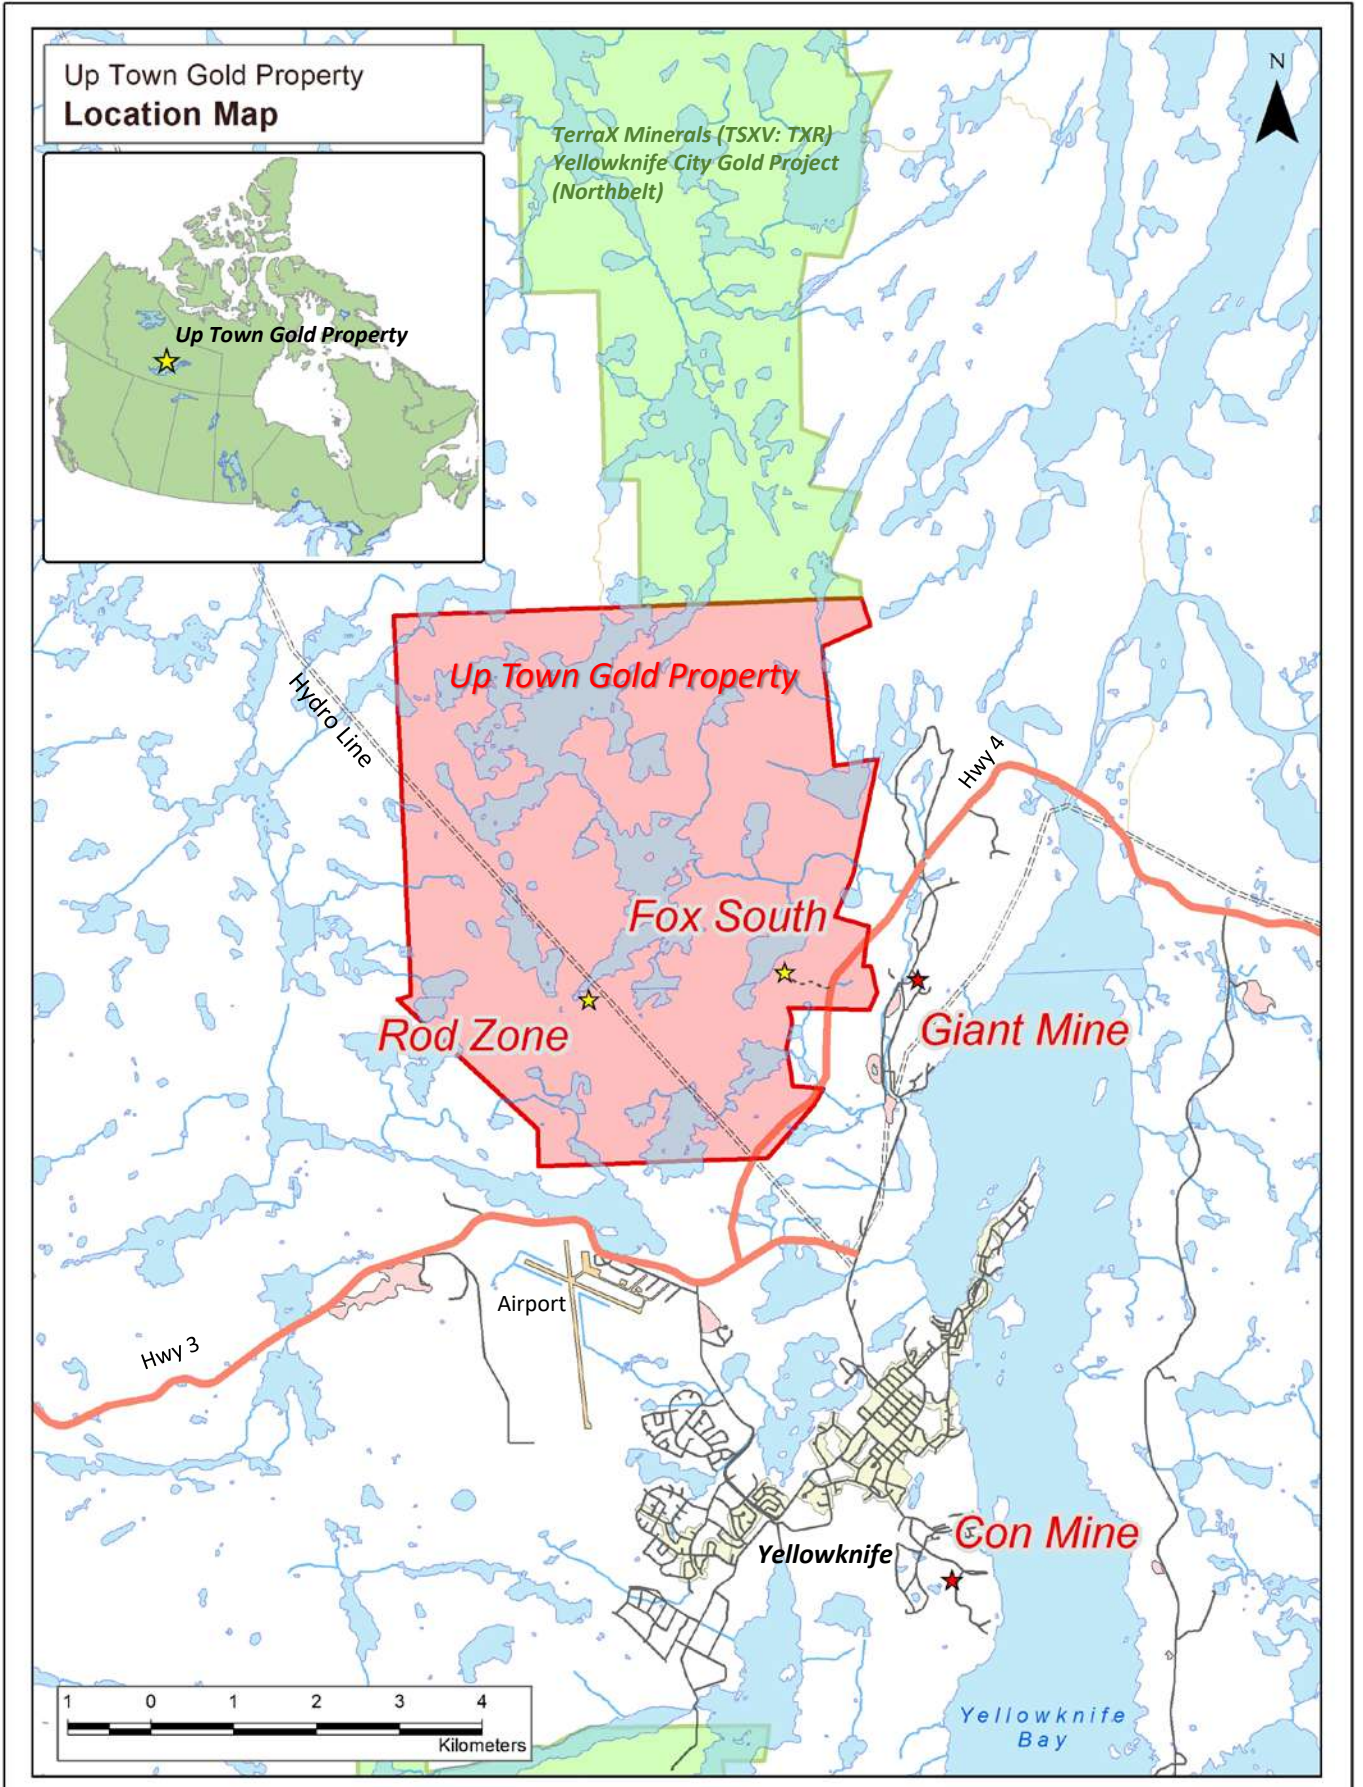 Up Town Gold Property
Location Map
N
TerraX Minerals (TSXV: TXR)
Yellowknife City Gold Project
(Northbelt)
Up Town Gold Property
Up Town Gold Property
Hydro Line
Hwy 4
Fox South
Rod Zone
Giant Mine
Airport
Hwy 3
Con Mine
Yellowknife
Yellowknife
Bay
1 0 1 2 3 4
Kilometers